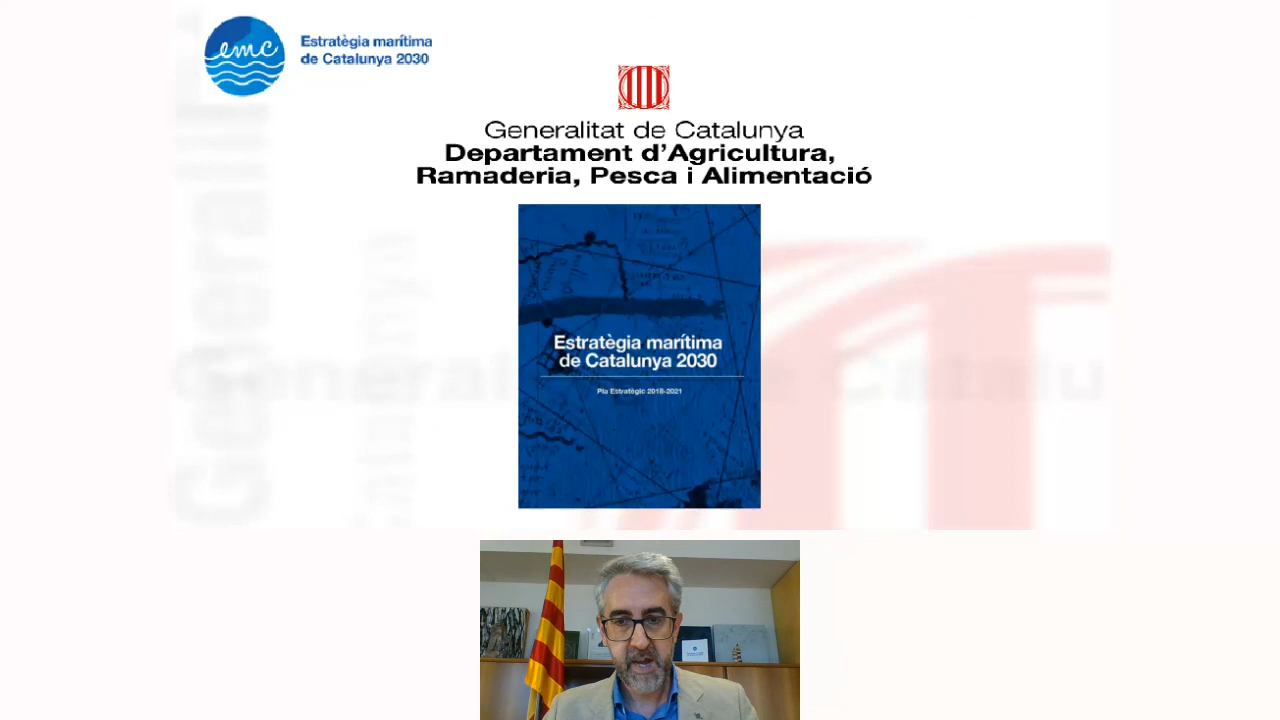 emc
Estratègia marítima
de Catalunya 2030
Generalitat de Catalunya
Departament d'Agricultura,
Ramaderia, Pesca i Alimentació
Estratègia marítima
de Catalunya 2030
Pla Estratègic 2018-2021